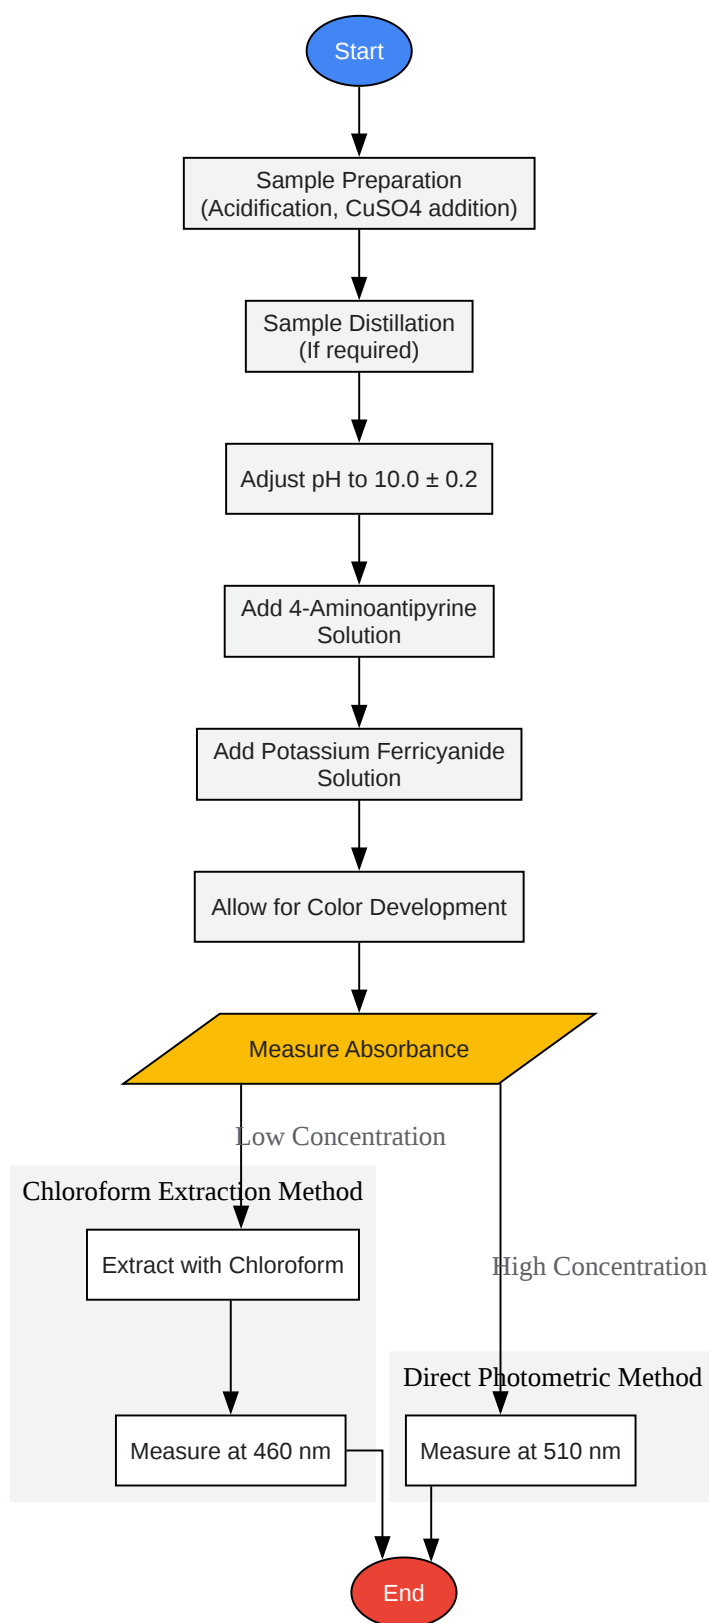 Start
Sample Preparation
(Acidification, CuSO4 addition)
Sample Distillation
(If required)
Adjust pH to 10.0 ± 0.2
Add 4-Aminoantipyrine
Solution
Add Potassium Ferricyanide
Solution
Allow for Color Development
Measure Absorbance
Low Concentration
Chloroform Extraction Method
Extract with Chloroform
High Concentration
Direct Photometric Method
Measure at 460 nm
Measure at 510 nm
End